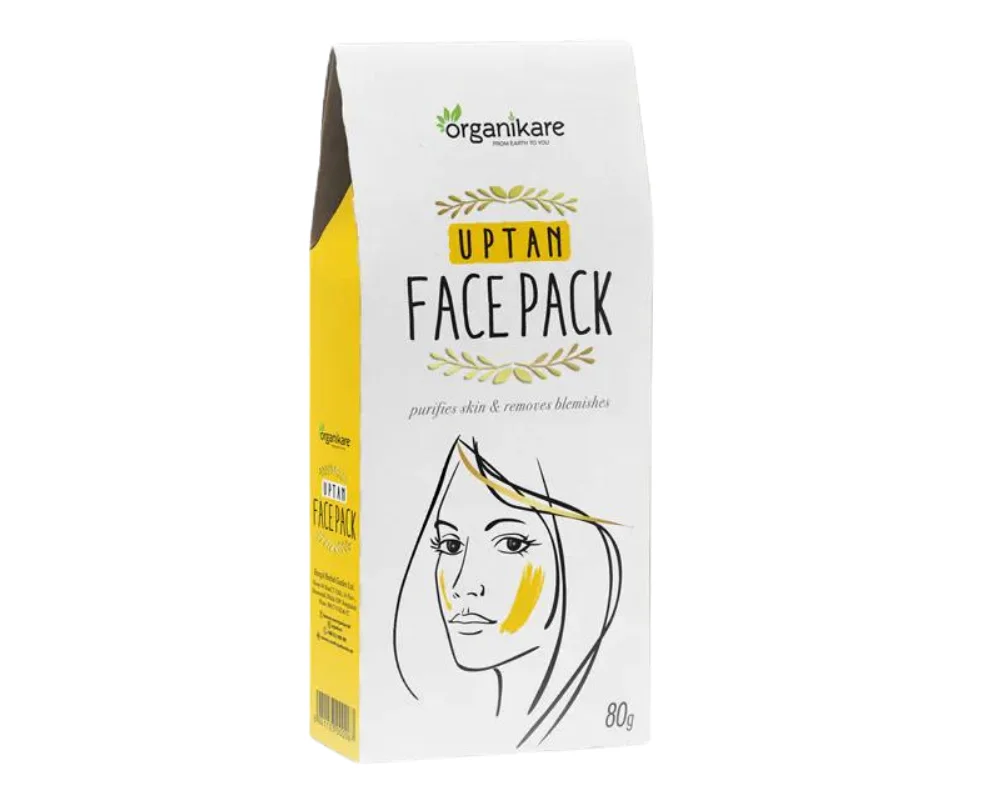 organikare
FROM EARTH TO YOU
UPTAN
FACE PACK
purifies skin & removes blemishes
80g
organikare
UPTAN
FACE PACK